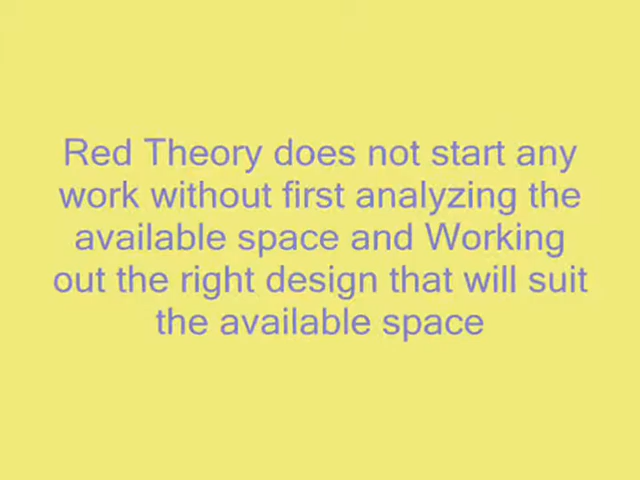 Red Theory does not start any
work without first analyzing the
available space and Working
out the right design that will suit
the available space